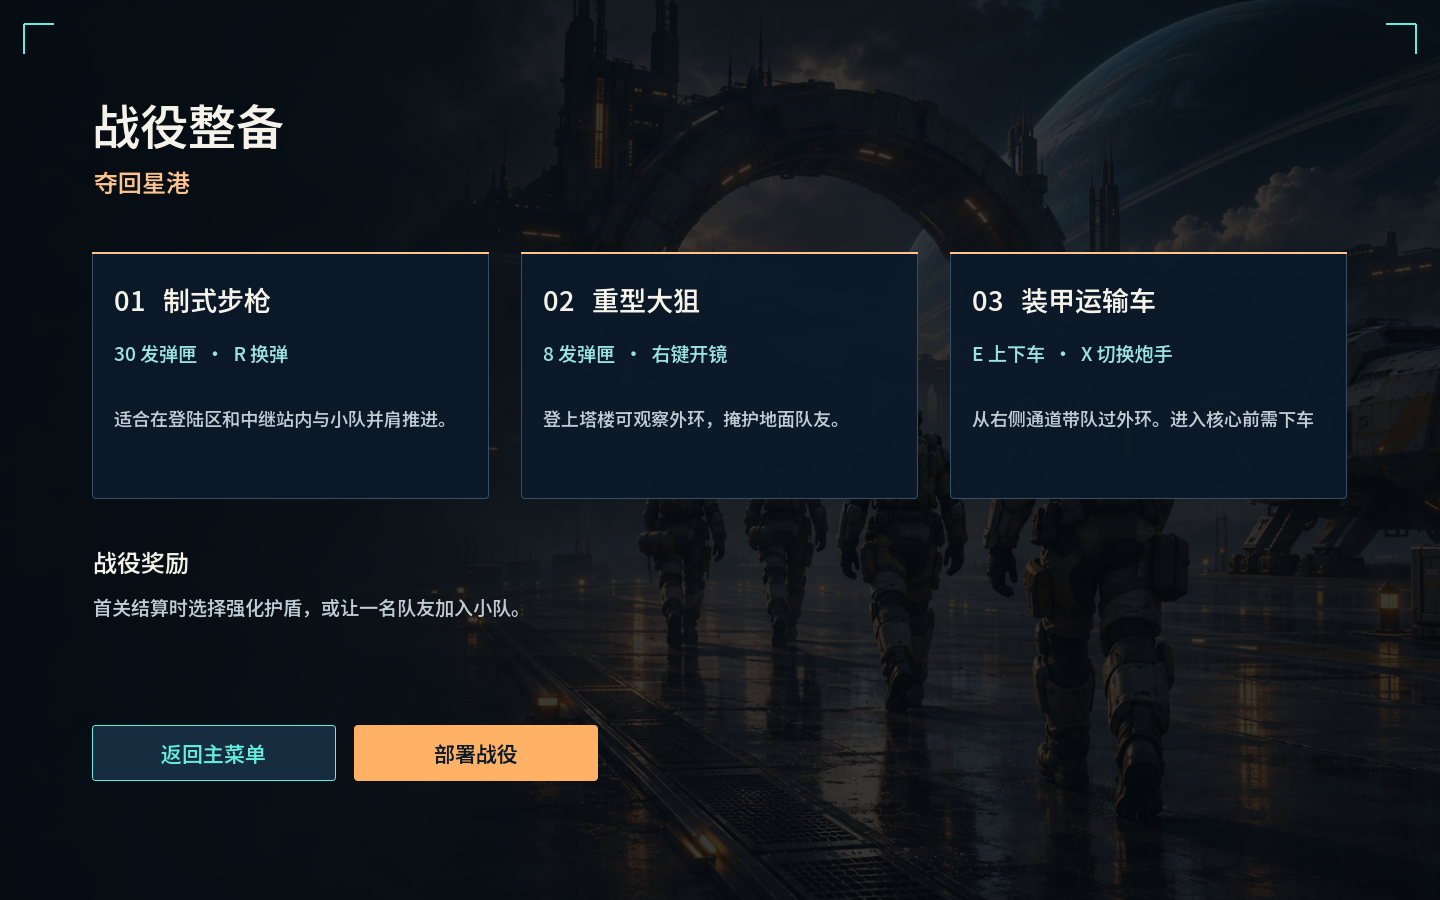 战役整备
夺回星港
01 制式步枪
30 发弹匣 · R 换弹
适合在登陆区和中继站内与小队并肩推进。
02 重型大狙
8 发弹匣 · 右键开镜
登上塔楼可观察外环，掩护地面队友。
03 装甲运输车
E 上下车 · X 切换炮手
从右侧通道带队过外环。进入核心前需下车
战役奖励
首关结算时选择强化护盾，或让一名队友加入小队。
返回主菜单
部署战役